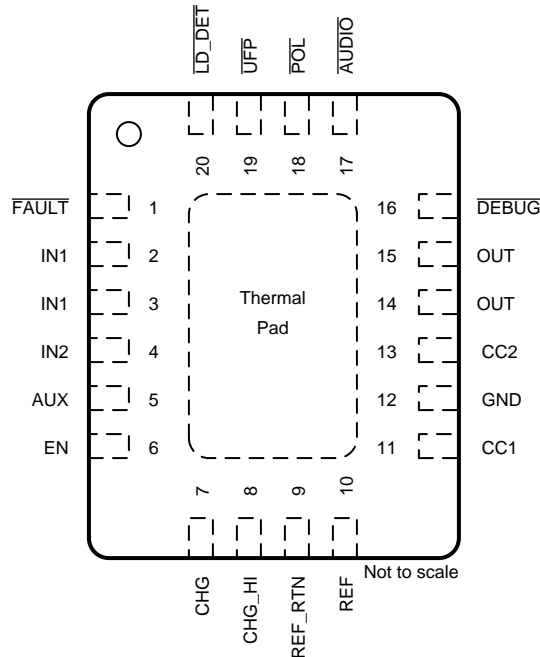 LD_DET
UFP
POL
AUDIO
20
19
18
17
FAULT
1
16
DEBUG
IN1
2
15
OUT
IN1
3
Thermal
Pad
14
OUT
IN2
4
13
CC2
AUX
5
12
GND
EN
6
11
CC1
7
8
9
10
CHG
CHG_HI
REF_RTN
REF
Not to scale